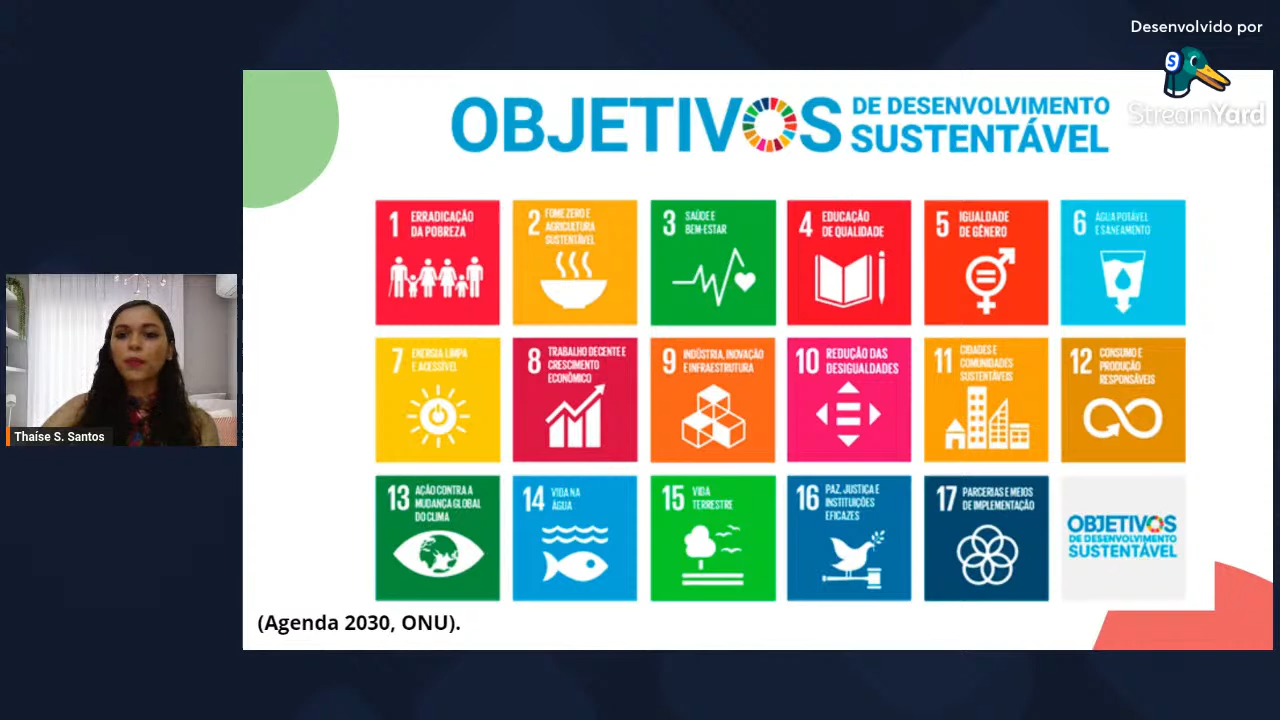 Desenvolvido por
StreamYard
OBJETIVOS
DE DESENVOLVIMENTO
SUSTENTÁVEL
1 ERRADICAÇÃO
DA POBREZA
2 FOME ZERO E
AGRICULTURA
SUSTENTÁVEL
3 SAÚDE E
BEM-ESTAR
4 EDUCAÇÃO
DE QUALIDADE
5 IGUALDADE
DE GÊNERO
6 ÁGUA POTÁVEL
E SANEAMENTO
7 ENERGIA LIMPA
E ACESSÍVEL
8 TRABALHO DECENTE E
CRESCIMENTO
ECONÔMICO
9 INDÚSTRIA, INOVAÇÃO
E INFRAESTRUTURA
10 REDUÇÃO DAS
DESIGUALDADES
11 CIDADES E
COMUNIDADES
SUSTENTÁVEIS
12 CONSUMO E
PRODUÇÃO
RESPONSÁVEIS
13 AÇÃO CONTRA A
MUDANÇA GLOBAL
DO CLIMA
14 VIDA NA
ÁGUA
15 VIDA
TERRESTRE
16 PAZ, JUSTIÇA E
INSTITUIÇÕES
EFICAZES
17 PARCERIAS E MEIOS
DE IMPLEMENTAÇÃO
OBJETIVOS
DE DESENVOLVIMENTO
SUSTENTÁVEL
Thaíse S. Santos
(Agenda 2030, ONU).